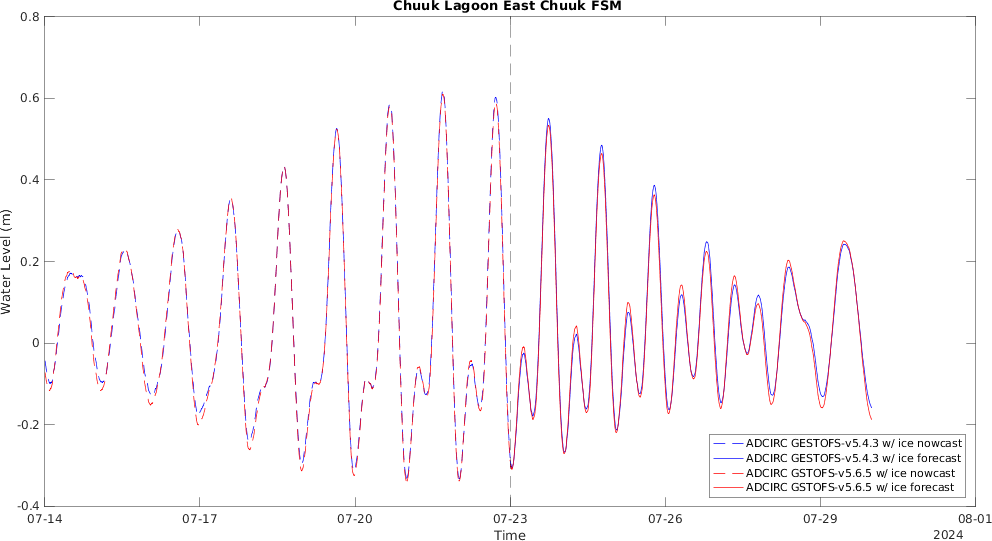 Chuuk Lagoon East Chuuk FSM
0.8
0.6
0.4
0.2
0
-0.2
-0.4
Water Level (m)
07-14 07-17 07-20 07-23 07-26 07-29 08-01
Time
2024
ADCIRC GESTOFS-v5.4.3 w/ ice nowcast
ADCIRC GESTOFS-v5.4.3 w/ ice forecast
ADCIRC GSTOFS-v5.6.5 w/ ice nowcast
ADCIRC GSTOFS-v5.6.5 w/ ice forecast